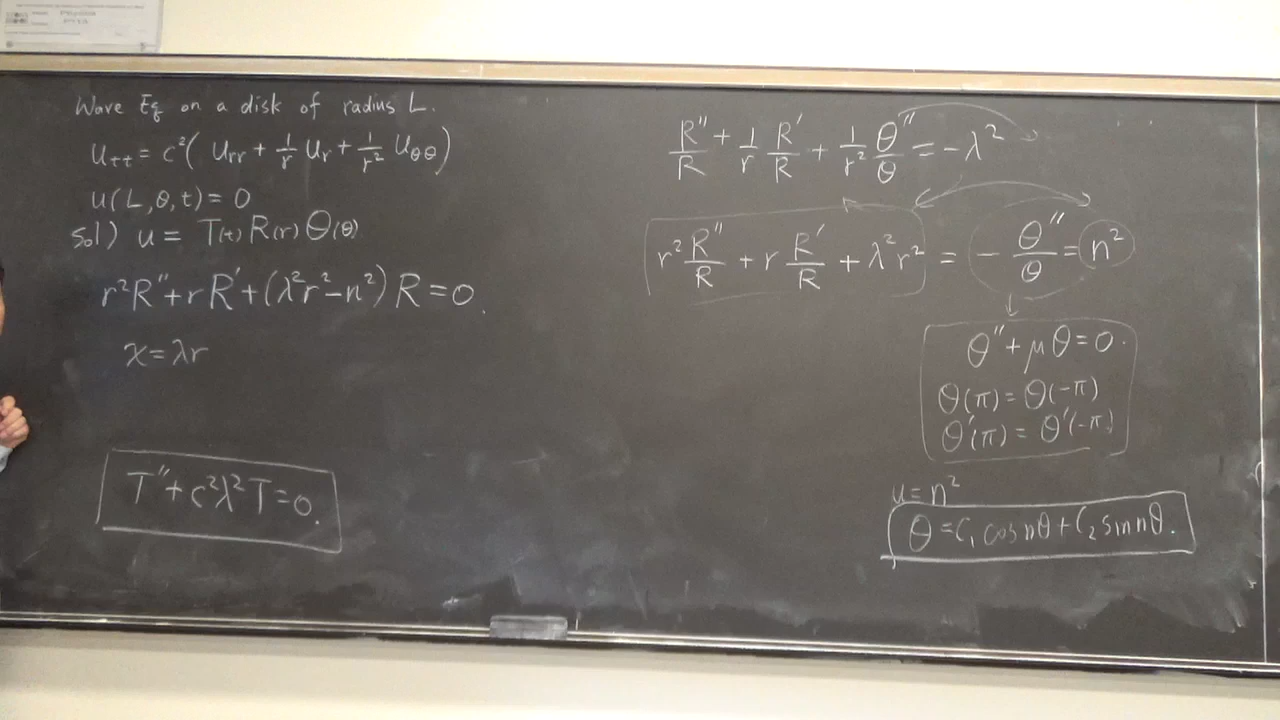 Wave Eq on a disk of radius L.
u_tt = c²( u_rr + 1/r u_r + 1/r² u_θθ )
u(L, θ, t) = 0
sol) u = T(t) R(r) Θ(θ)
r²R″ + rR′ + (λ²r² − n²) R = 0.
x = λr
T″ + c²λ²T = 0.
R″/R + 1/r R′/R + 1/r² Θ″/Θ = −λ²
r² R″/R + r R′/R + λ²r² = − Θ″/Θ = n²
Θ″ + μΘ = 0.
Θ(π) = Θ(−π)
Θ′(π) = Θ′(−π)
μ = n²
Θ = C₁ cos nθ + C₂ sin nθ.